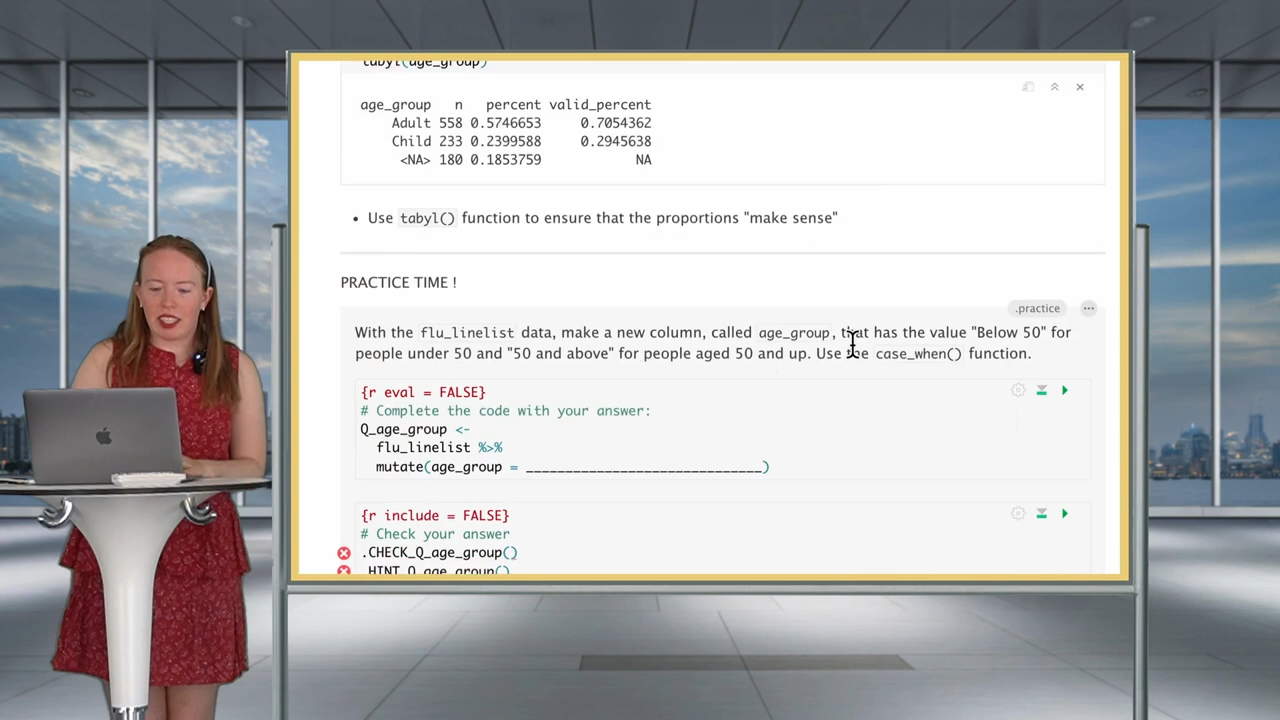 tabyl(age_group)
age_group n percent valid_percent
Adult 558 0.5746653 0.7054362
Child 233 0.2399588 0.2945638
<NA> 180 0.1853759 NA
• Use tabyl() function to ensure that the proportions "make sense"
PRACTICE TIME !
.practice
With the flu_linelist data, make a new column, called age_group, that has the value "Below 50" for
people under 50 and "50 and above" for people aged 50 and up. Use the case_when() function.
{r eval = FALSE}
# Complete the code with your answer:
Q_age_group <-
flu_linelist %>%
mutate(age_group = ______________________________)
{r include = FALSE}
# Check your answer
.CHECK_Q_age_group()
.HINT_Q_age_group()